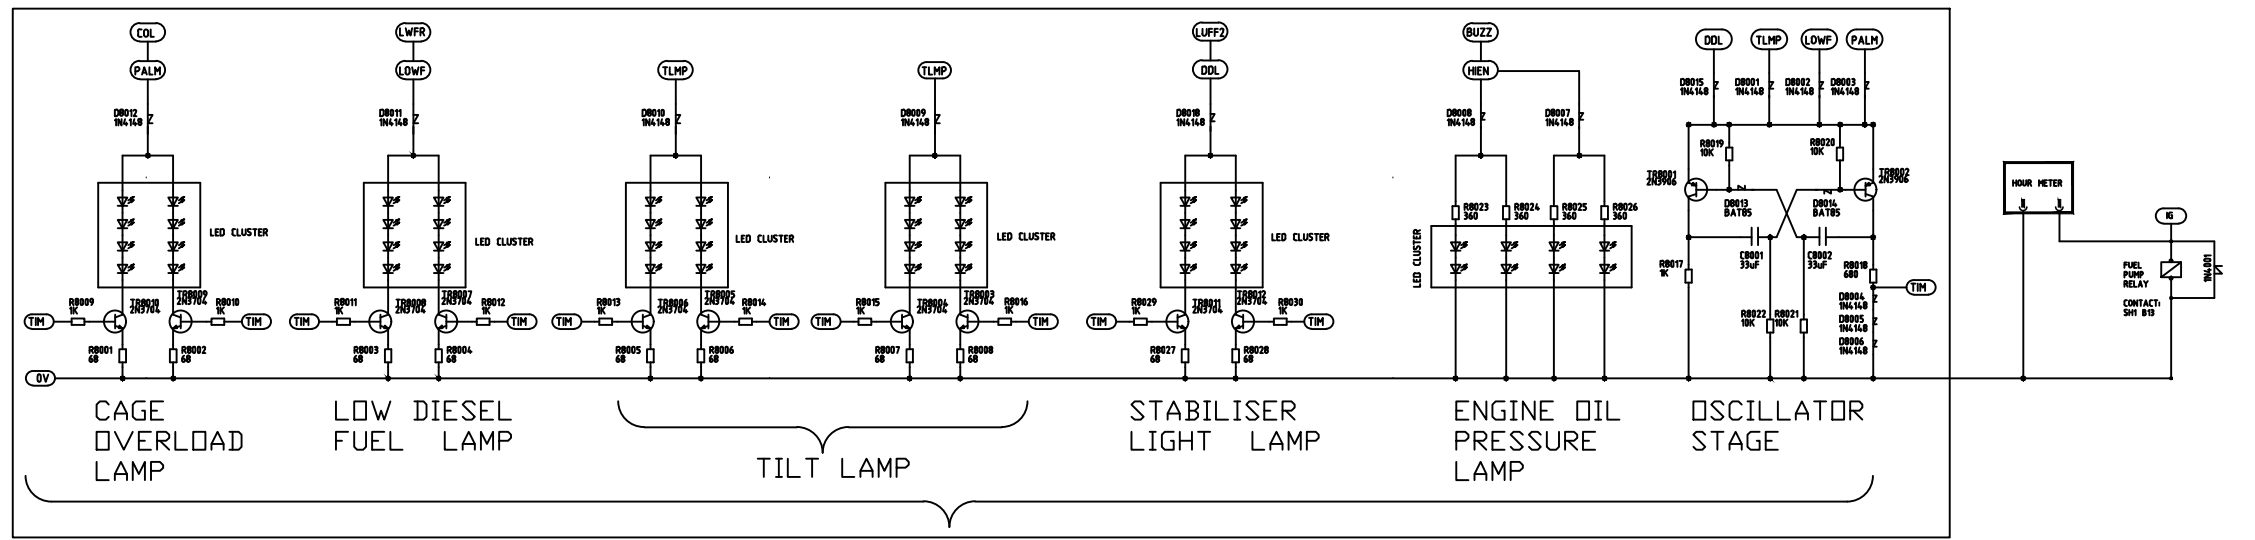 COL
PALM
D8012
1N4148
LED CLUSTER
R8009
1K
TR8010
2N3704
TR8009
2N3704
R8010
1K
TIM
TIM
R8001
68
R8002
68
0V
CAGE
OVERLOAD
LAMP
LWFR
LOWF
D8011
1N4148
LED CLUSTER
R8011
1K
TR8008
2N3704
TR8007
2N3704
R8012
1K
TIM
TIM
R8003
68
R8004
68
LOW DIESEL
FUEL LAMP
TLMP
D8010
1N4148
LED CLUSTER
R8013
1K
TR8006
2N3704
TR8005
2N3704
R8014
1K
TIM
TIM
R8005
68
R8006
68
TLMP
D8009
1N4148
LED CLUSTER
R8015
1K
TR8004
2N3704
TR8003
2N3704
R8016
1K
TIM
TIM
R8007
68
R8008
68
TILT LAMP
LUFF2
DDL
D8018
1N4148
LED CLUSTER
R8029
1K
TR8011
2N3704
TR8012
2N3704
R8030
1K
TIM
TIM
R8027
68
R8028
68
STABILISER
LIGHT LAMP
BUZZ
HIEN
D8008
1N4148
D8007
1N4148
R8023
360
R8024
360
R8025
360
R8026
360
LED CLUSTER
ENGINE OIL
PRESSURE
LAMP
DDL
TLMP
LOWF
PALM
D8015
1N4148
D8001
1N4148
D8002
1N4148
D8003
1N4148
R8019
10K
R8020
10K
TR8001
2N3906
TR8002
2N3906
D8013
BAT85
D8014
BAT85
C8001
33uF
C8002
33uF
R8017
1K
R8018
680
TIM
D8004
1N4148
D8005
1N4148
D8006
1N4148
R8022
10K
R8021
10K
OSCILLATOR
STAGE
HOUR METER
IG
FUEL
PUMP
RELAY
CONTACT:
SH1 B13
1N4001